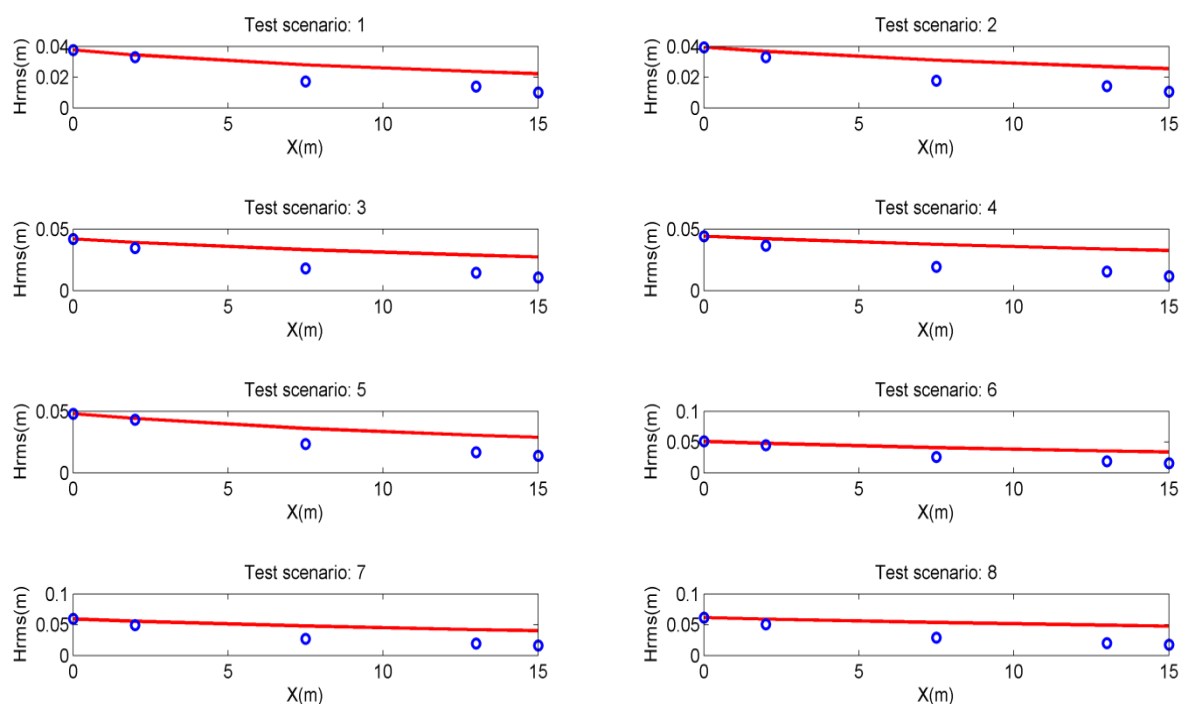 Test scenario: 1
Hrms(m)
0.04
0.02
0
0 5 10 15
X(m)
Test scenario: 2
Hrms(m)
0.04
0.02
0
0 5 10 15
X(m)
Test scenario: 3
Hrms(m)
0.05
0
0 5 10 15
X(m)
Test scenario: 4
Hrms(m)
0.05
0
0 5 10 15
X(m)
Test scenario: 5
Hrms(m)
0.05
0
0 5 10 15
X(m)
Test scenario: 6
Hrms(m)
0.1
0.05
0
0 5 10 15
X(m)
Test scenario: 7
Hrms(m)
0.1
0.05
0
0 5 10 15
X(m)
Test scenario: 8
Hrms(m)
0.1
0.05
0
0 5 10 15
X(m)